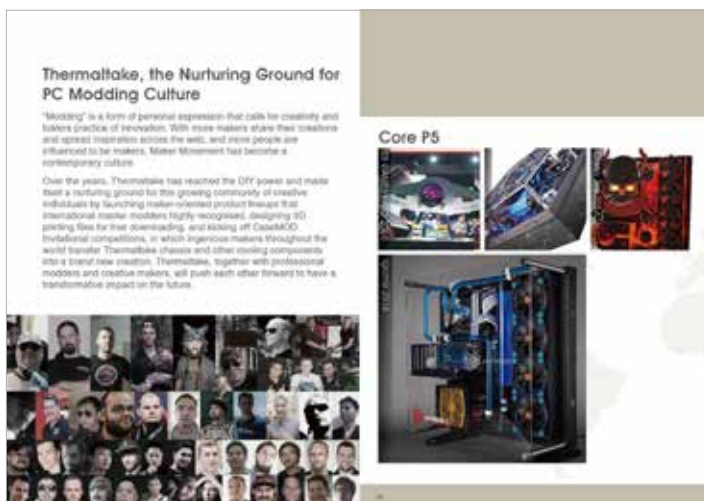 Thermaltake, the Nurturing Ground for
PC Modding Culture
"Modding" is a form of personal expression that calls for creativity and
fosters practice of innovation. With more makers share their creations
and spread inspiration across the web, and more people are
influenced to be makers, Maker Movement has become a
contemporary culture.
Over the years, Thermaltake has reached the DIY power and made
itself a nurturing ground for this growing community of creative
individuals by launching maker-oriented product lineups that
international master modders highly recognised, designing 3D
printing files for free downloading, and kicking off CaseMOD
Invitational competitions, in which ingenious makers throughout the
world transfer Thermaltake chassis and other cooling components
into a brand new creation. Thermaltake, together with professional
modders and creative makers, will push each other forward to have a
transformative impact on the future.
Core P5